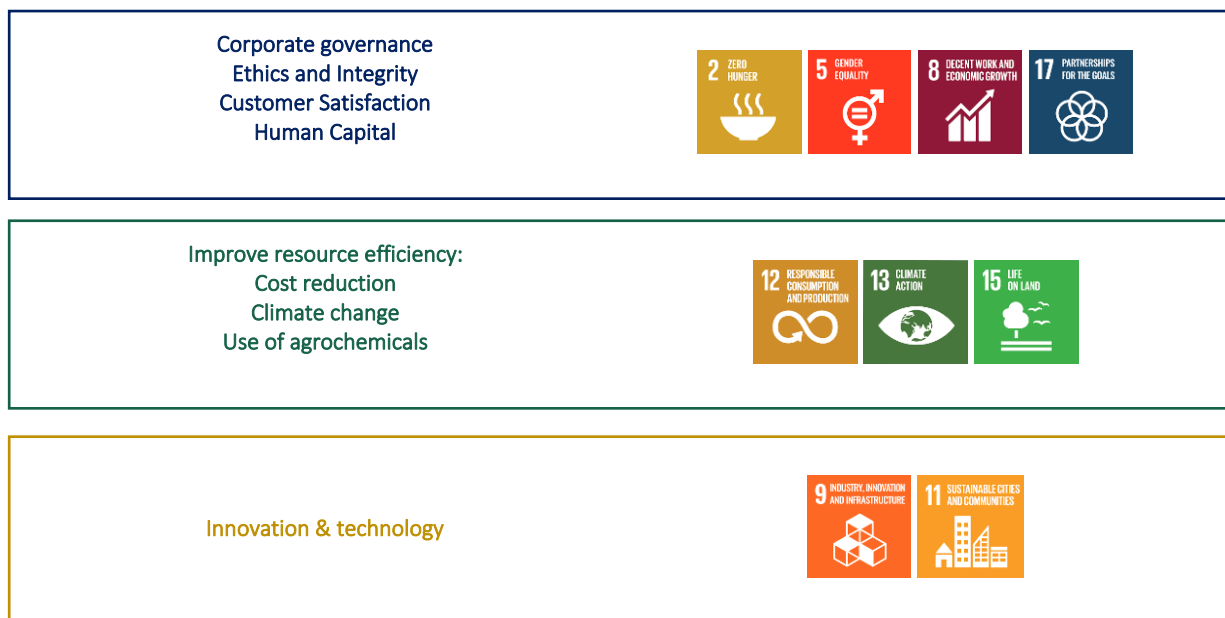 Corporate governance
Ethics and Integrity
Customer Satisfaction
Human Capital
2 ZERO
HUNGER
5 GENDER
EQUALITY
8 DECENT WORK AND
ECONOMIC GROWTH
17 PARTNERSHIPS
FOR THE GOALS
Improve resource efficiency:
Cost reduction
Climate change
Use of agrochemicals
12 RESPONSIBLE
CONSUMPTION
AND PRODUCTION
13 CLIMATE
ACTION
15 LIFE
ON LAND
Innovation & technology
9 INDUSTRY, INNOVATION
AND INFRASTRUCTURE
11 SUSTAINABLE CITIES
AND COMMUNITIES